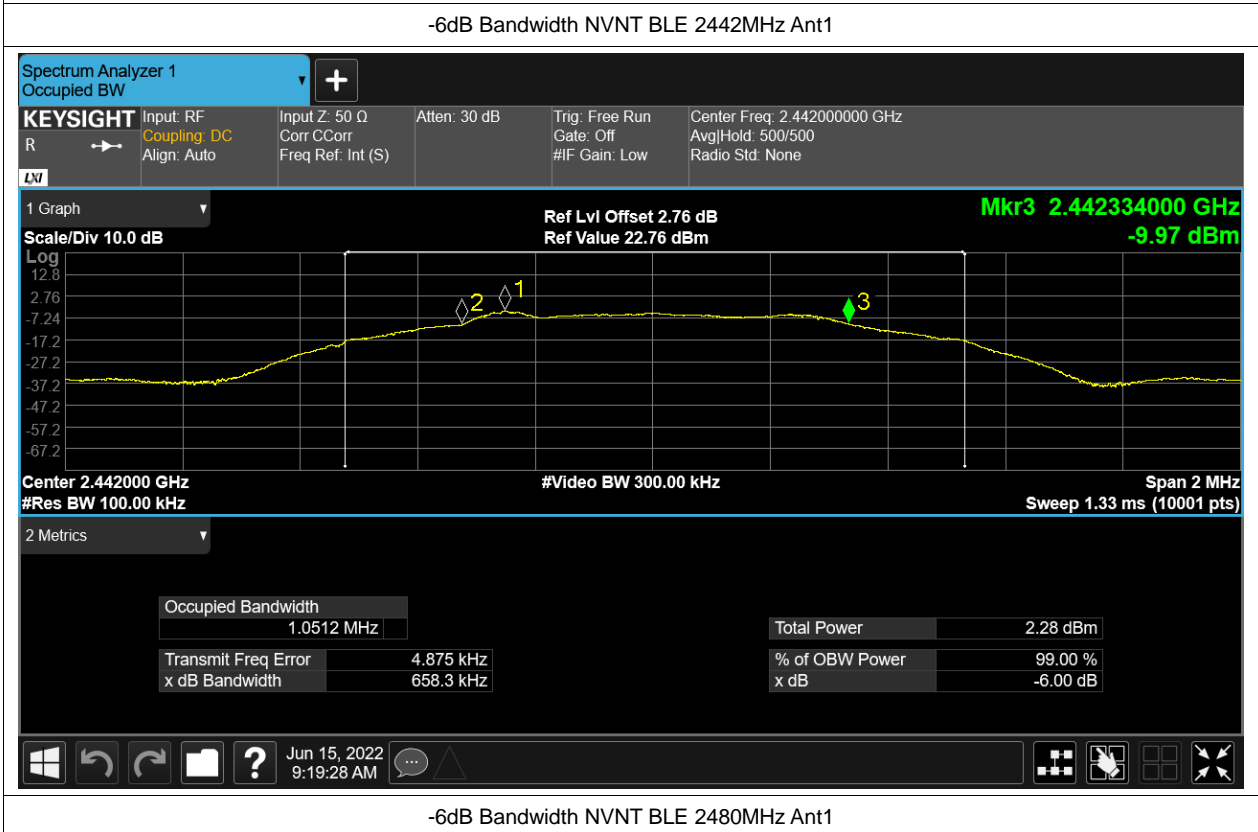 -6dB Bandwidth NVNT BLE 2442MHz Ant1
Spectrum Analyzer 1
Occupied BW
KEYSIGHT
R
LXI
Input: RF
Coupling: DC
Align: Auto
Input Z: 50 Ω
Corr CCorr
Freq Ref: Int (S)
Atten: 30 dB
Trig: Free Run
Gate: Off
#IF Gain: Low
Center Freq: 2.442000000 GHz
Avg|Hold: 500/500
Radio Std: None
1 Graph
Scale/Div 10.0 dB
Ref Lvl Offset 2.76 dB
Ref Value 22.76 dBm
Mkr3 2.442334000 GHz
-9.97 dBm
Log
12.8
2.76
-7.24
-17.2
-27.2
-37.2
-47.2
-57.2
-67.2
2
1
3
Center 2.442000 GHz
#Res BW 100.00 kHz
#Video BW 300.00 kHz
Span 2 MHz
Sweep 1.33 ms (10001 pts)
2 Metrics
Occupied Bandwidth
1.0512 MHz
Transmit Freq Error 4.875 kHz
x dB Bandwidth 658.3 kHz
Total Power 2.28 dBm
% of OBW Power 99.00 %
x dB -6.00 dB
?
Jun 15, 2022
9:19:28 AM
-6dB Bandwidth NVNT BLE 2480MHz Ant1